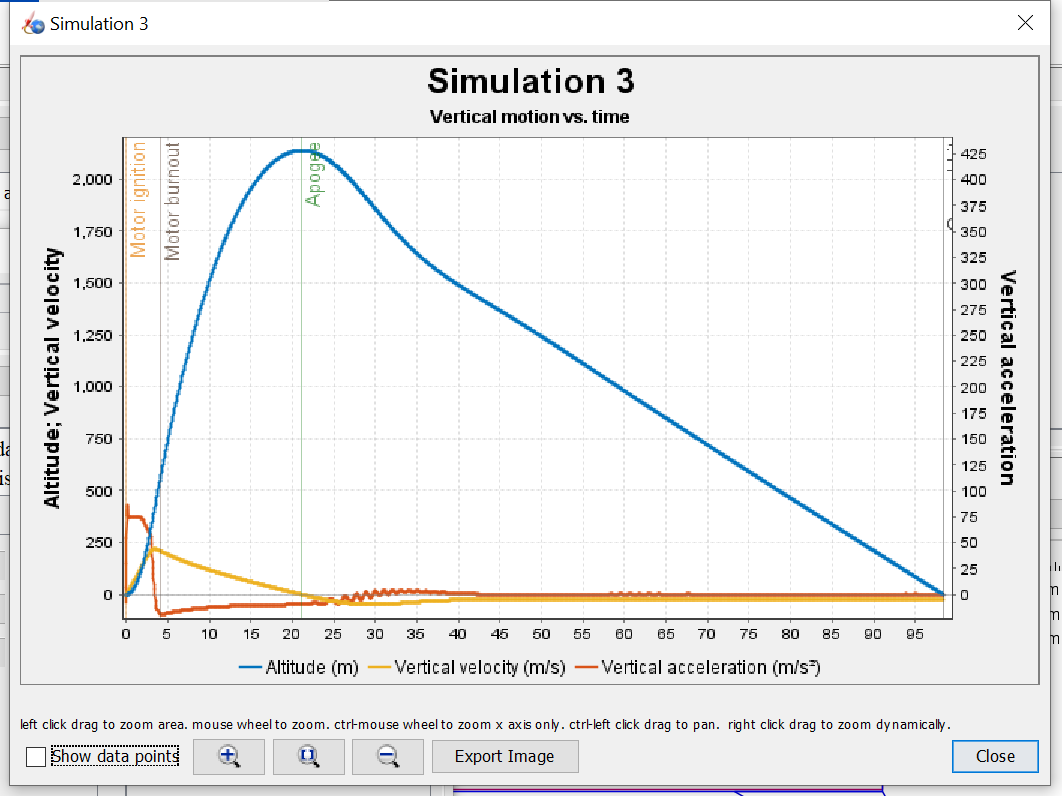 Simulation 3
Simulation 3
Vertical motion vs. time
Altitude; Vertical velocity
2,000
1,750
1,500
1,250
1,000
750
500
250
0
Motor ignition
Motor burnout
Apogee
425
400
375
350
325
300
275
250
225
200
175
150
125
100
75
50
25
0
Vertical acceleration
0 5 10 15 20 25 30 35 40 45 50 55 60 65 70 75 80 85 90 95
Altitude (m) Vertical velocity (m/s) Vertical acceleration (m/s²)
left click drag to zoom area. mouse wheel to zoom. ctrl-mouse wheel to zoom x axis only. ctrl-left click drag to pan. right click drag to zoom dynamically.
Show data points Export Image Close